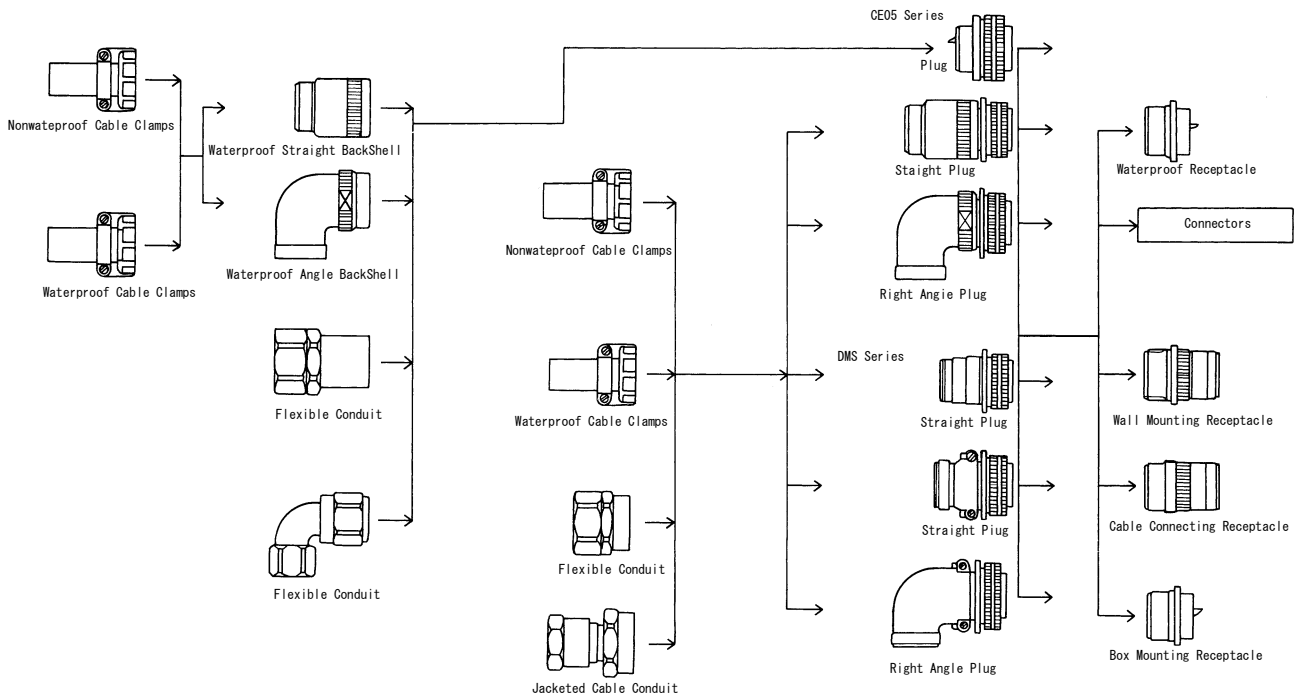 CE05 Series
Plug
Nonwateproof Cable Clamps
Waterproof Straight BackShell
Staight Plug
Waterproof Receptacle
Connectors
Nonwateproof Cable Clamps
Waterproof Angle BackShell
Waterproof Cable Clamps
Right Angie Plug
DMS Series
Flexible Conduit
Waterproof Cable Clamps
Straight Plug
Wall Mounting Receptacle
Straight Piug
Cable Connecting Receptacle
Flexible Conduit
Flexible Conduit
Right Angle Plug
Box Mounting Receptacle
Jacketed Cable Conduit